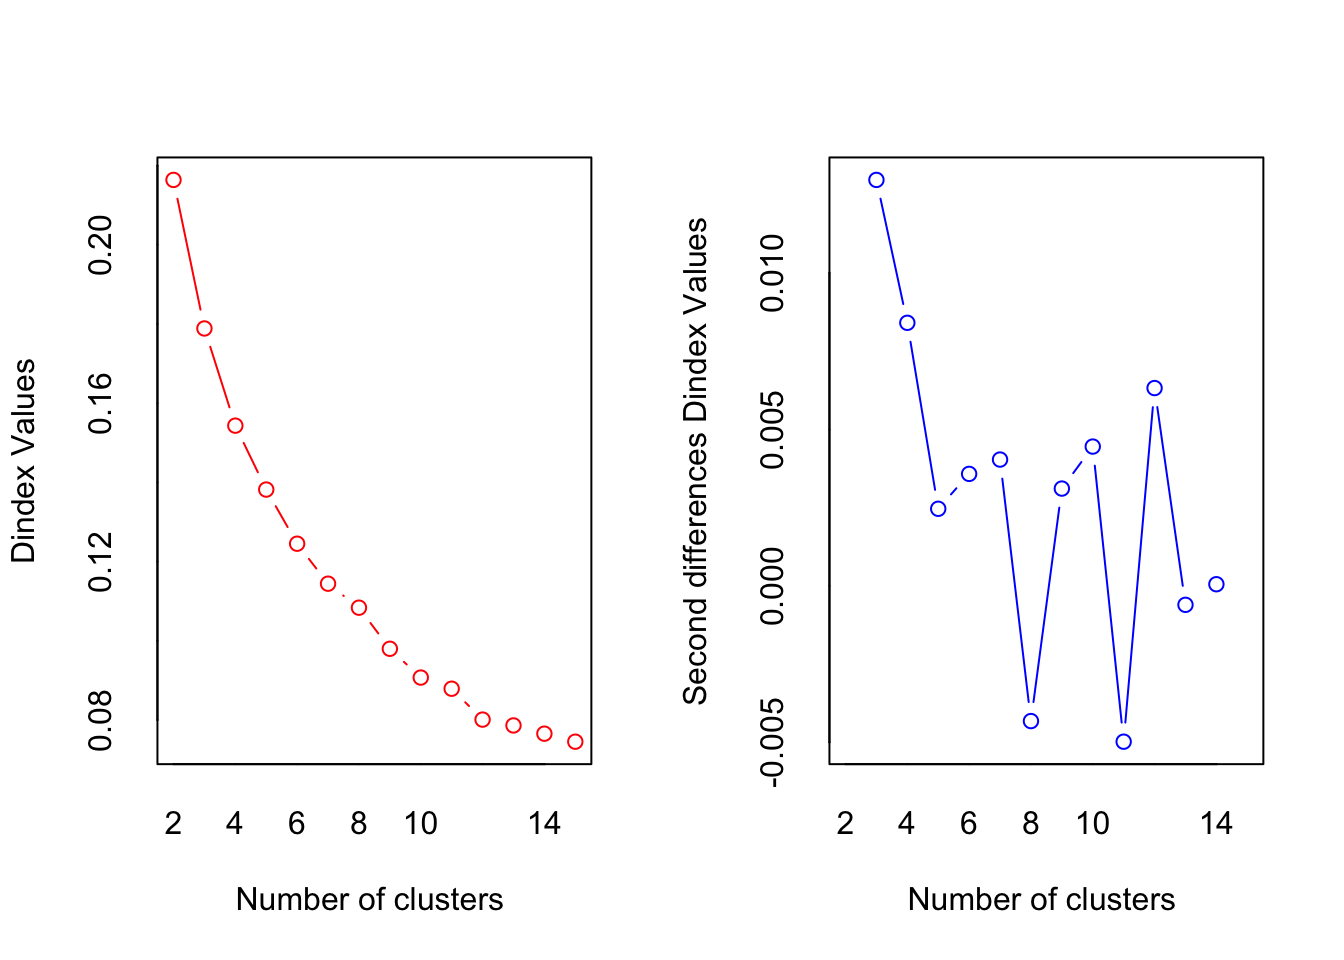 Dindex Values
0.20
0.16
0.12
0.08
2 4 6 8 10 14
Number of clusters
Second differences Dindex Values
0.010
0.005
0.000
-0.005
2 4 6 8 10 14
Number of clusters